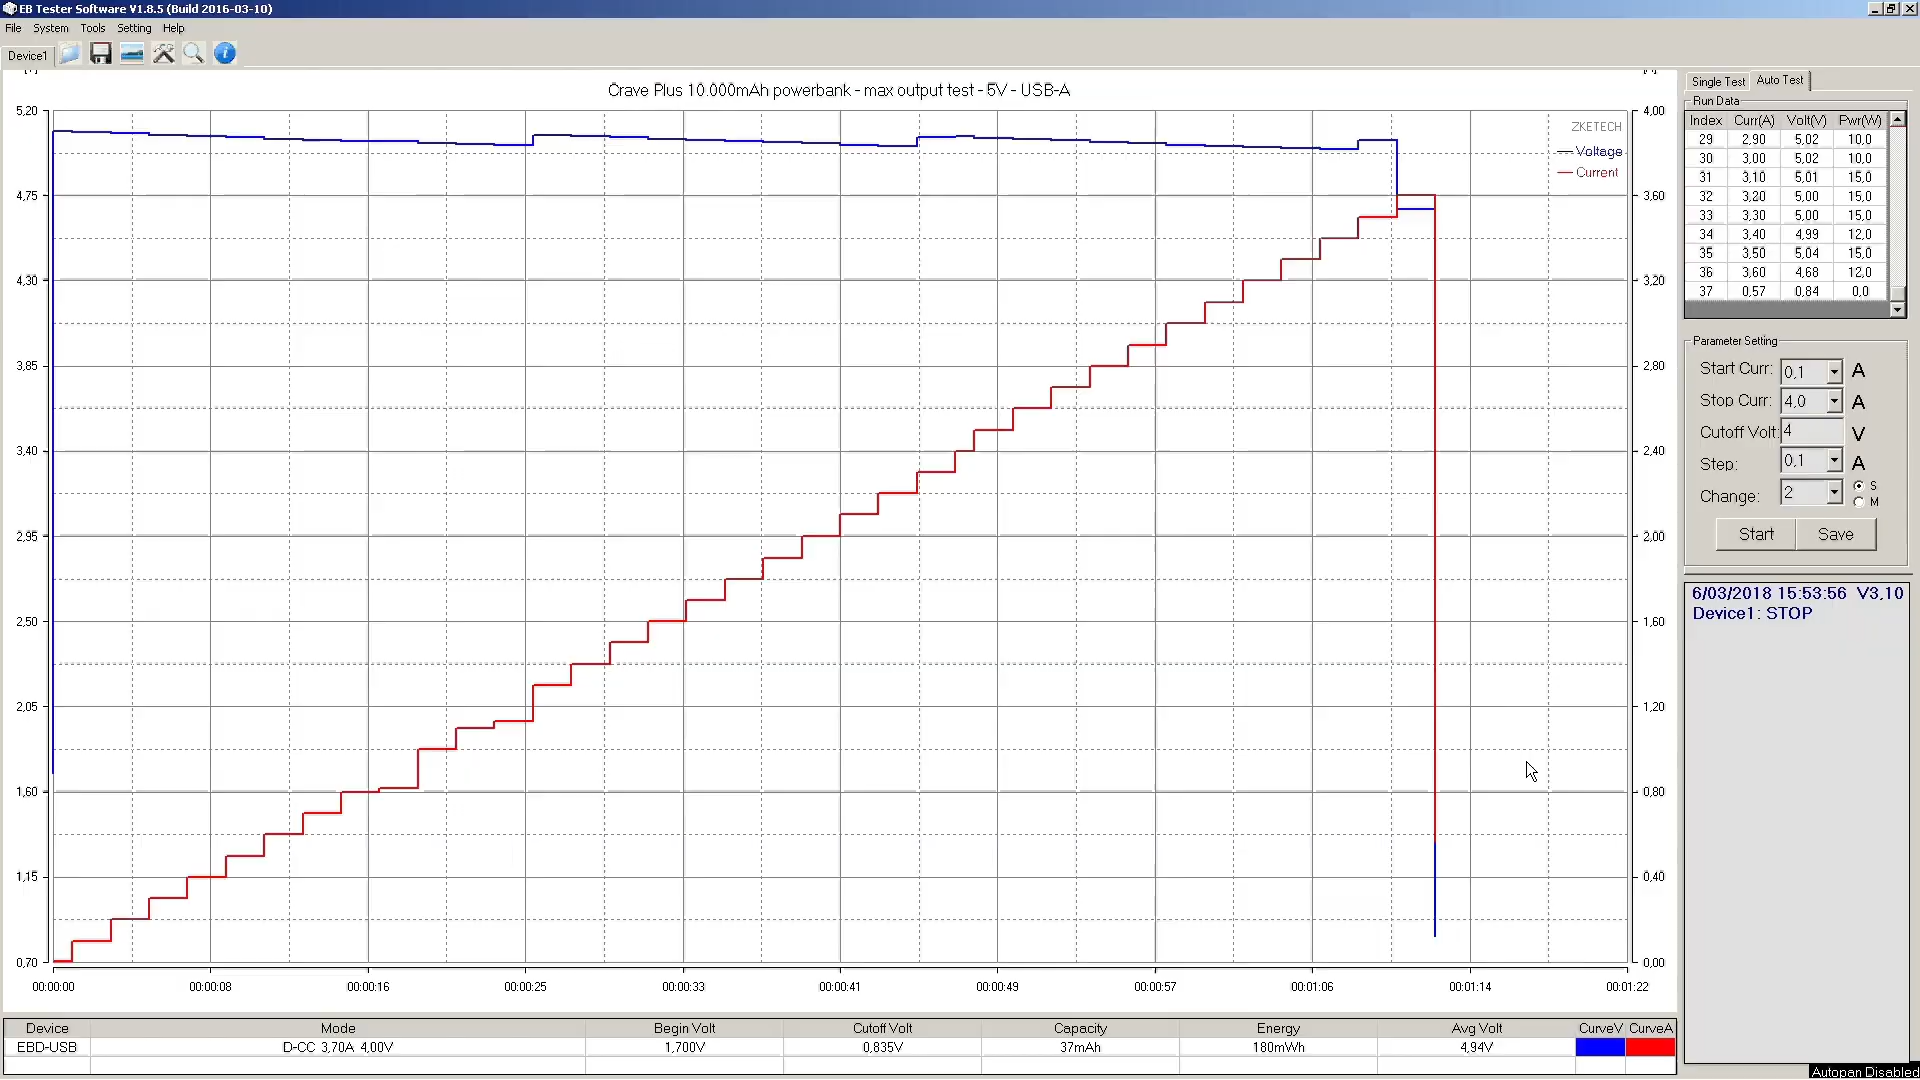 EB Tester Software V1.8.5 (Build 2016-03-10)
File System Tools Setting Help
Device1
Crave Plus 10.000mAh powerbank - max output test - 5V - USB-A
ZKETECH
Voltage
Current
5,20
4,75
4,30
3,85
3,40
2,95
2,50
2,05
1,60
1,15
0,70
4,00
3,60
3,20
2,80
2,40
2,00
1,60
1,20
0,80
0,40
0,00
00:00:00 00:00:08 00:00:16 00:00:25 00:00:33 00:00:41 00:00:49 00:00:57 00:01:06 00:01:14 00:01:22
Single Test Auto Test
Run Data
Index Curr(A) Volt(V) Pwr(W)
29 2,90 5,02 10,0
30 3,00 5,02 10,0
31 3,10 5,01 15,0
32 3,20 5,00 15,0
33 3,30 5,00 15,0
34 3,40 4,99 12,0
35 3,50 5,04 15,0
36 3,60 4,68 12,0
37 0,57 0,84 0,0
Parameter Setting
Start Curr: 0,1 A
Stop Curr: 4,0 A
Cutoff Volt: 4 V
Step: 0,1 A
Change: 2 S M
Start Save
6/03/2018 15:53:56 V3,10
Device1: STOP
Device Mode Begin Volt Cutoff Volt Capacity Energy Avg Volt CurveV CurveA
EBD-USB D-CC 3,70A 4,00V 1,700V 0,835V 37mAh 180mWh 4,94V
Autopan Disabled